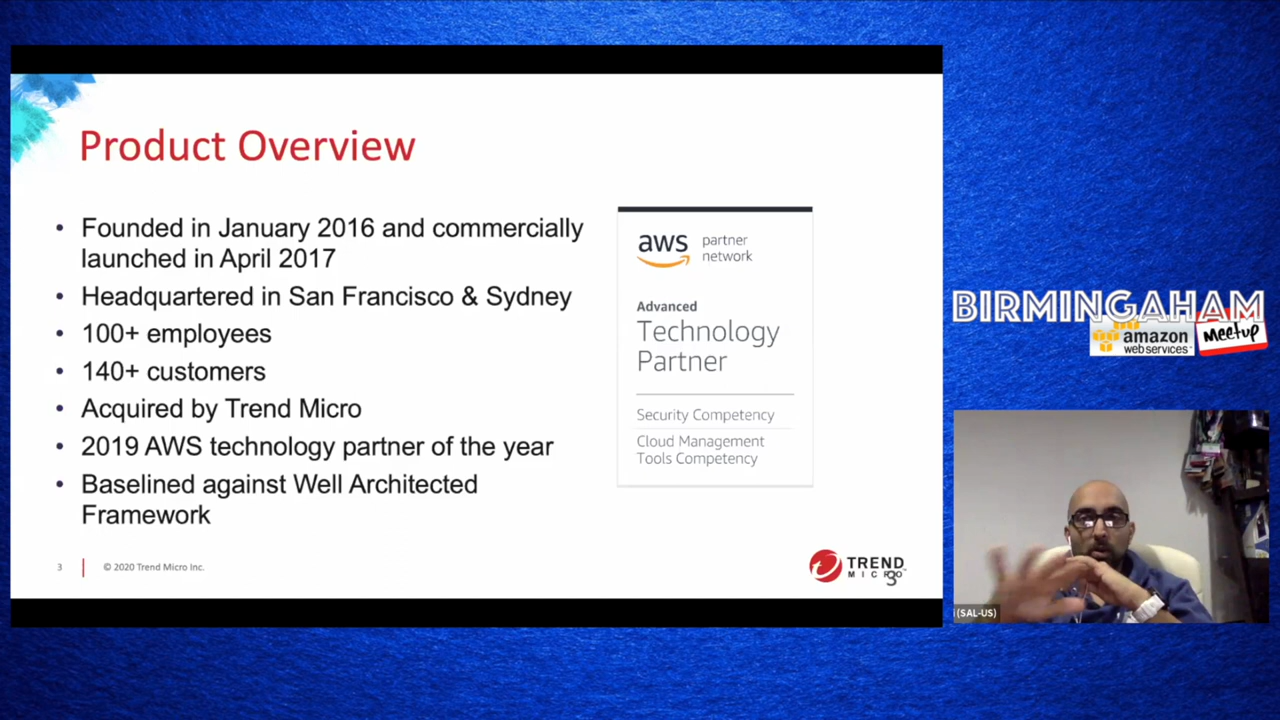 Product Overview
• Founded in January 2016 and commercially
launched in April 2017
• Headquartered in San Francisco & Sydney
• 100+ employees
• 140+ customers
• Acquired by Trend Micro
• 2019 AWS technology partner of the year
• Baselined against Well Architected
Framework
aws partner
network
Advanced
Technology
Partner
Security Competency
Cloud Management
Tools Competency
3
© 2020 Trend Micro Inc.
TREND
MICRO™
3
BIRMINGAHAM
amazon
web services
Meetup
(SAL-US)